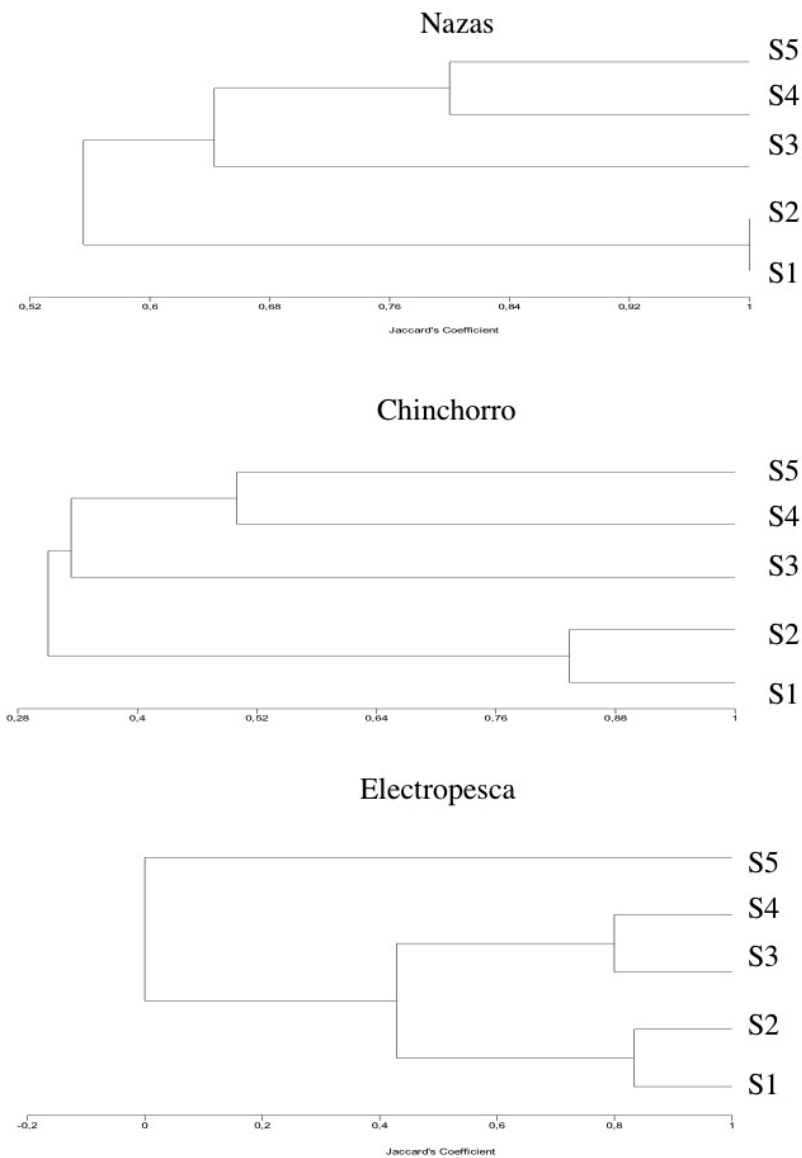 Nazas
S5
S4
S3
S2
S1
0,52 0,6 0,68 0,76 0,84 0,92 1
Jaccard's Coefficient
Chinchorro
S5
S4
S3
S2
S1
0,28 0,4 0,52 0,64 0,76 0,88 1
Electropesca
S5
S4
S3
S2
S1
-0,2 0 0,2 0,4 0,6 0,8 1
Jaccard's Coefficient